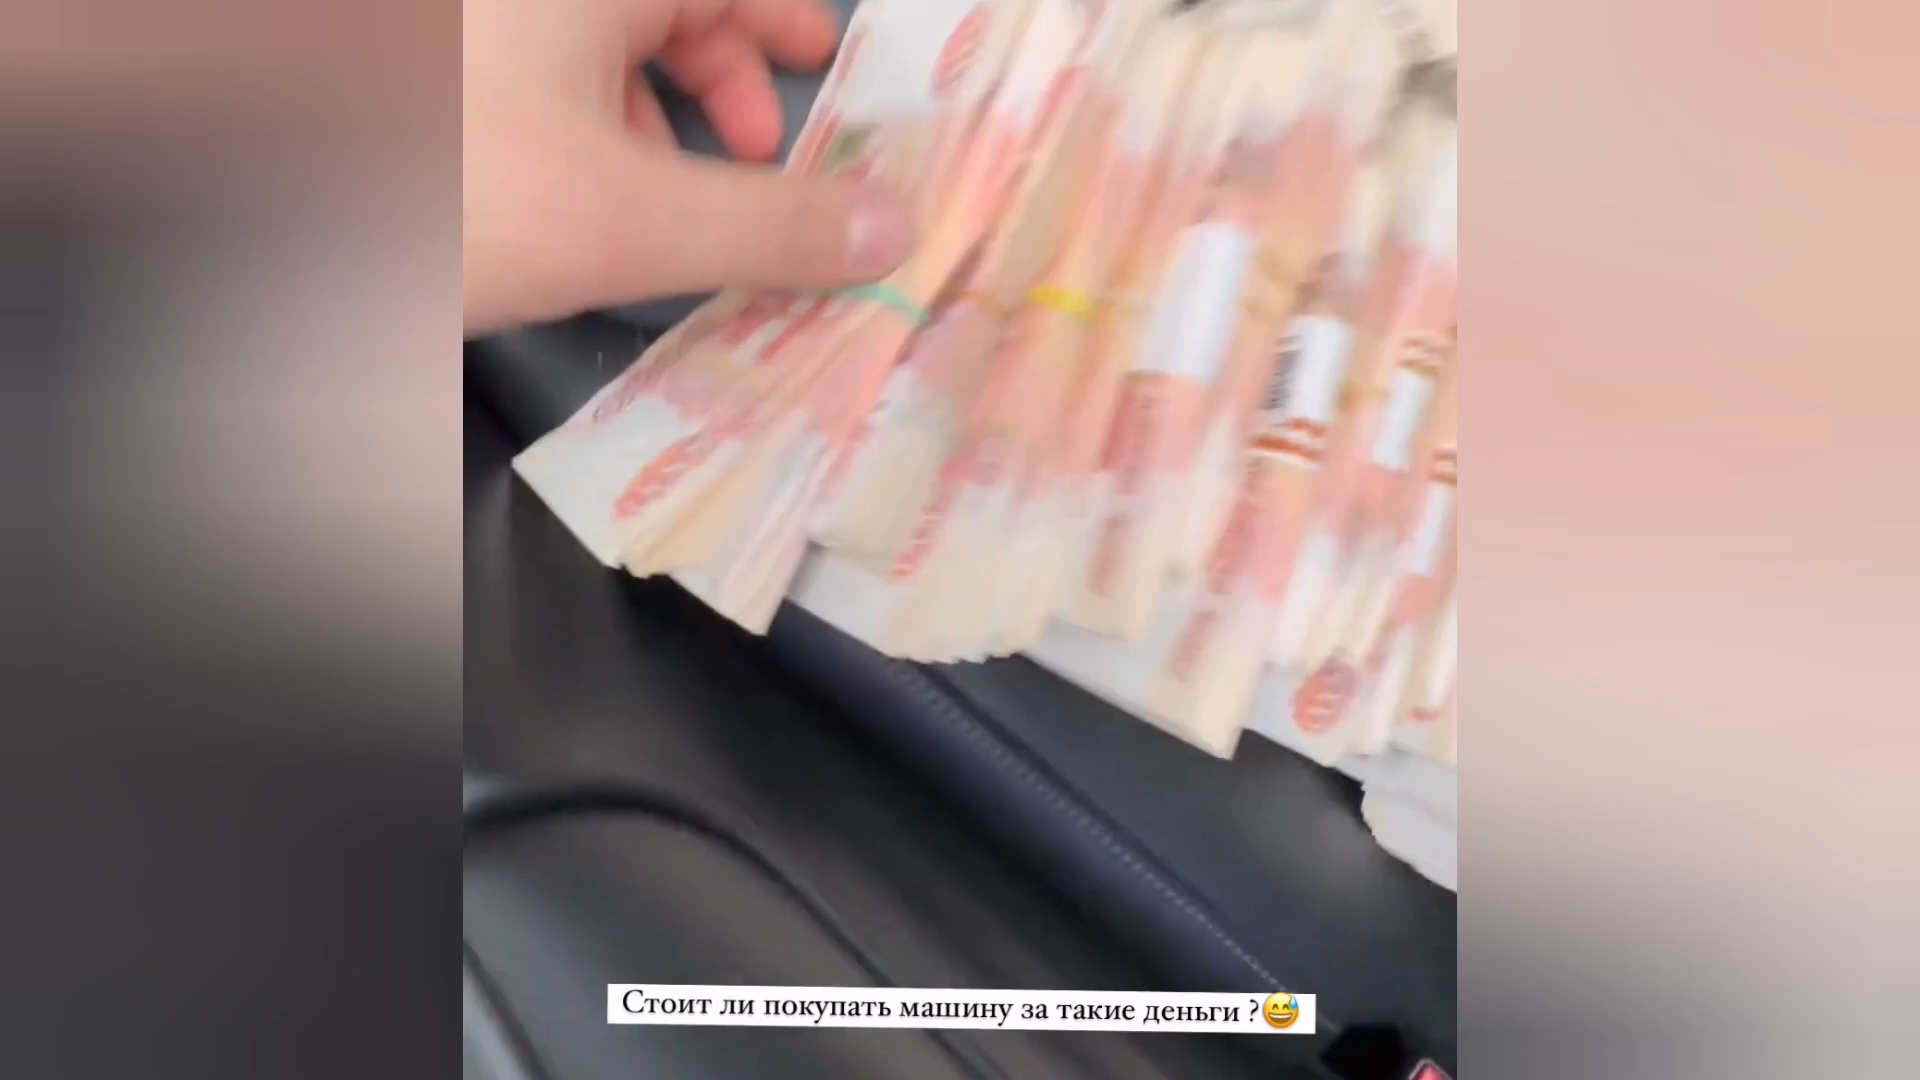 Стоит ли покупать машину за такие деньги ?😅